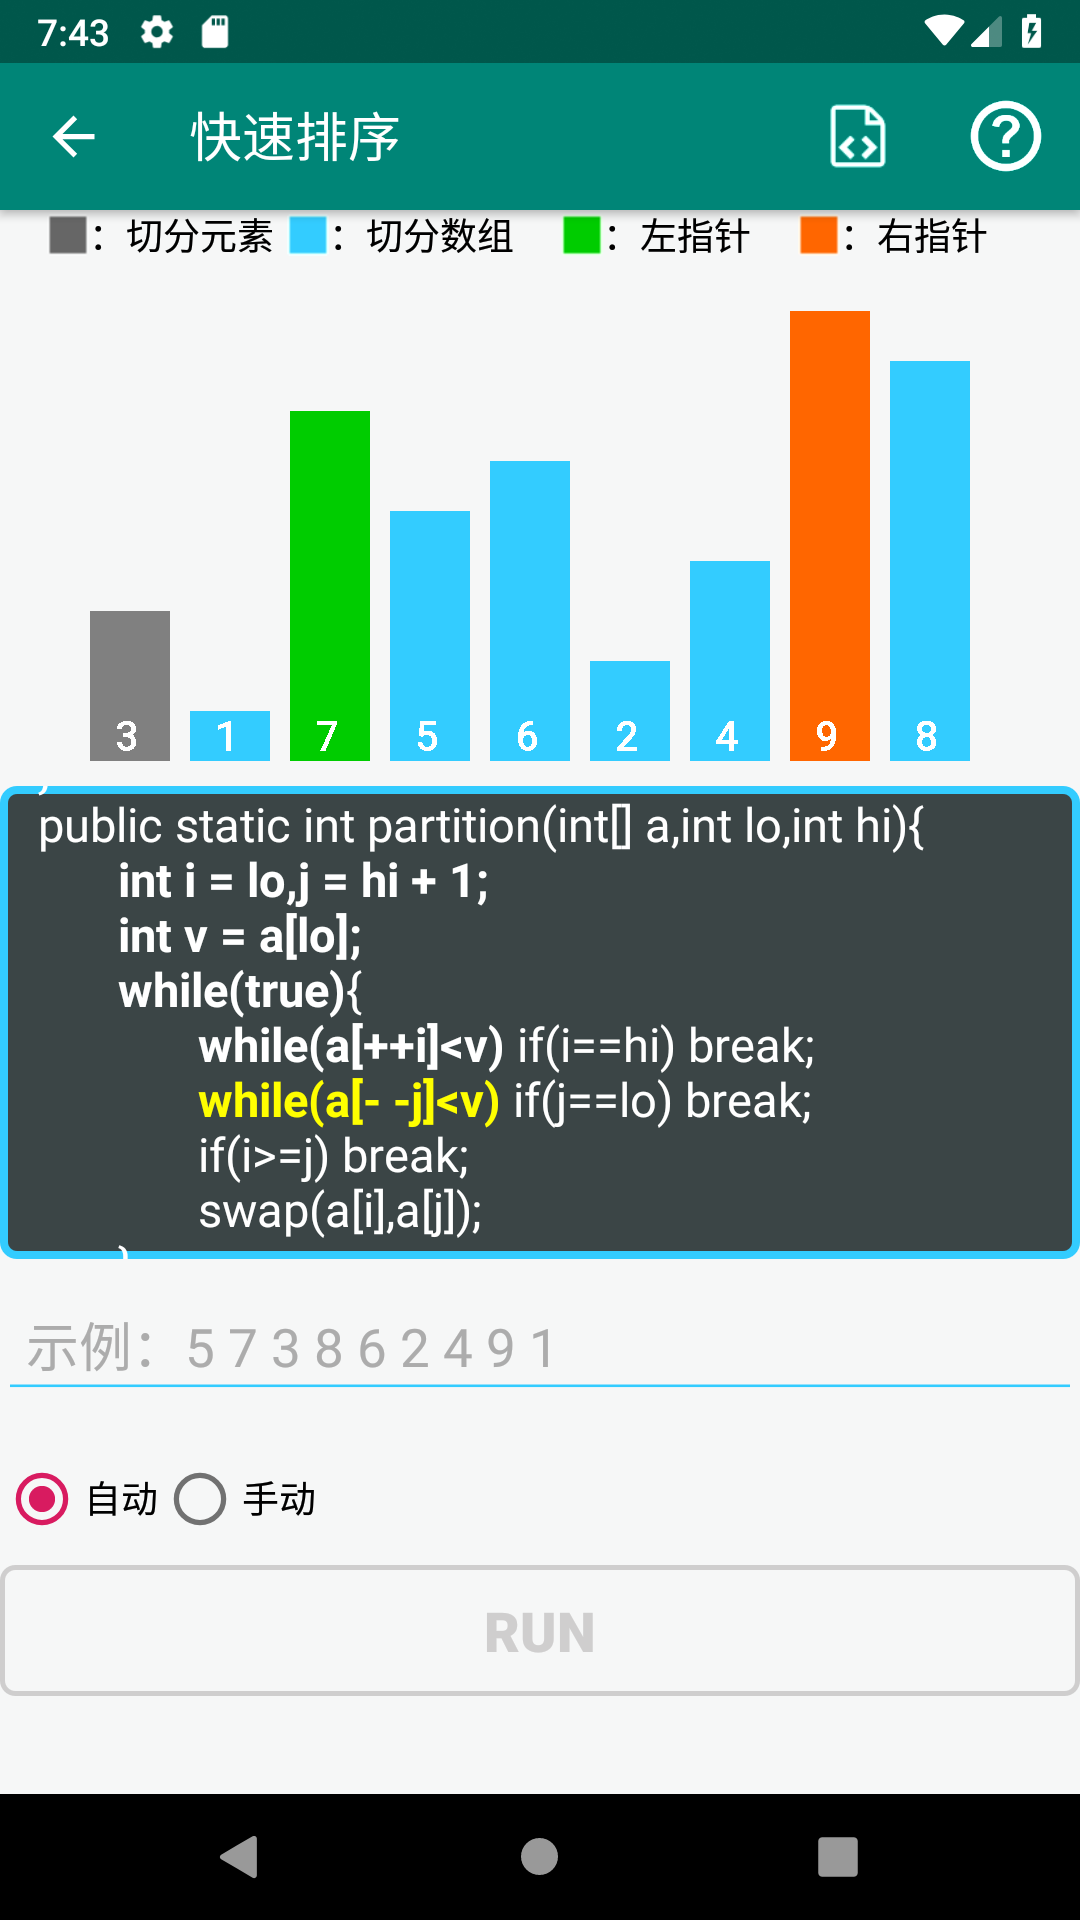 7:43
快速排序
：切分元素 ：切分数组 ：左指针 ：右指针
3 1 7 5 6 2 4 9 8
public static int partition(int[] a,int lo,int hi){
int i = lo,j = hi + 1;
int v = a[lo];
while(true){
while(a[++i]<v) if(i==hi) break;
while(a[- -j]<v) if(j==lo) break;
if(i>=j) break;
swap(a[i],a[j]);
示例：5 7 3 8 6 2 4 9 1
自动 手动
RUN